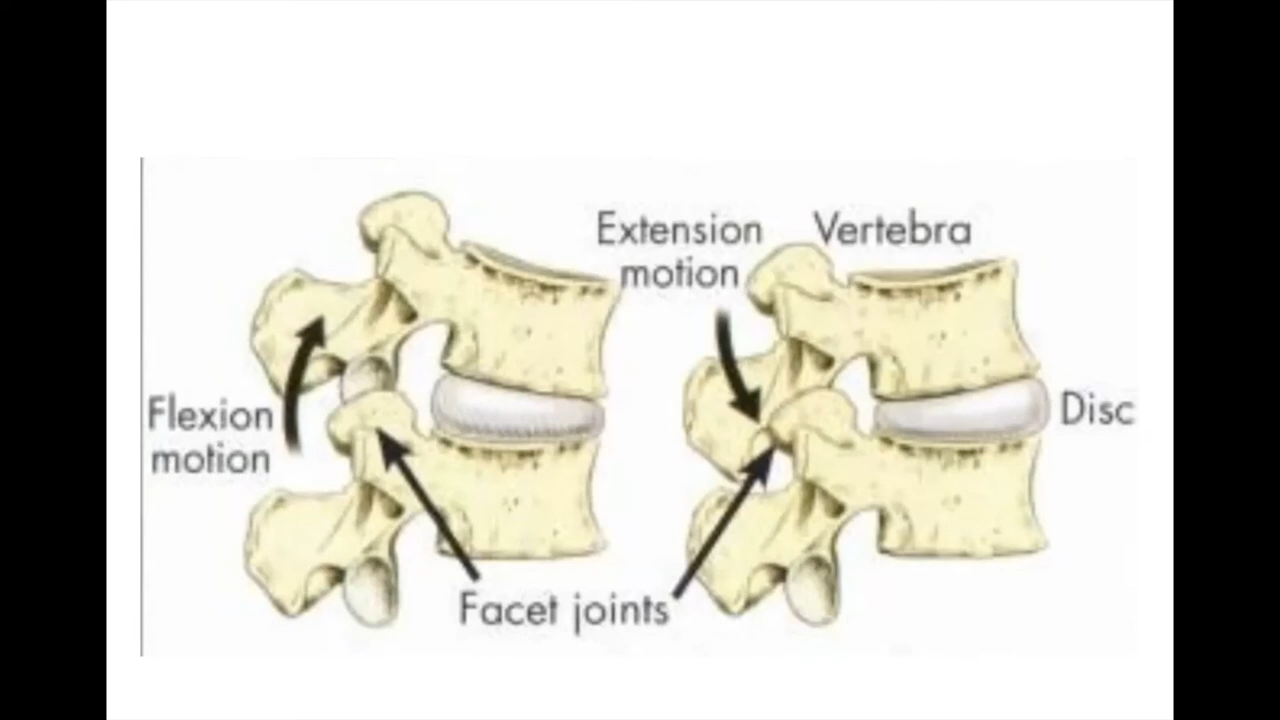 Extension
motion
Vertebra
Flexion
motion
Disc
Facet joints